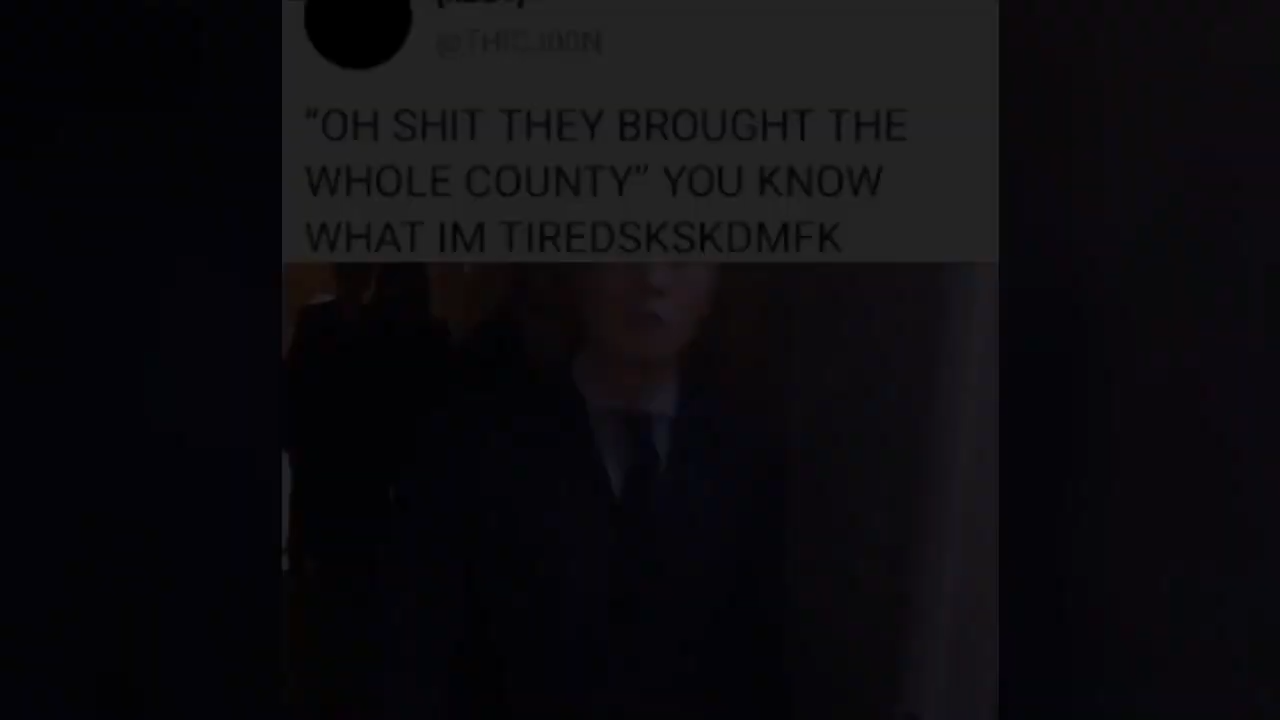 “OH SHIT THEY BROUGHT THE
WHOLE COUNTY” YOU KNOW
WHAT IM TIREDSKSKDMFK